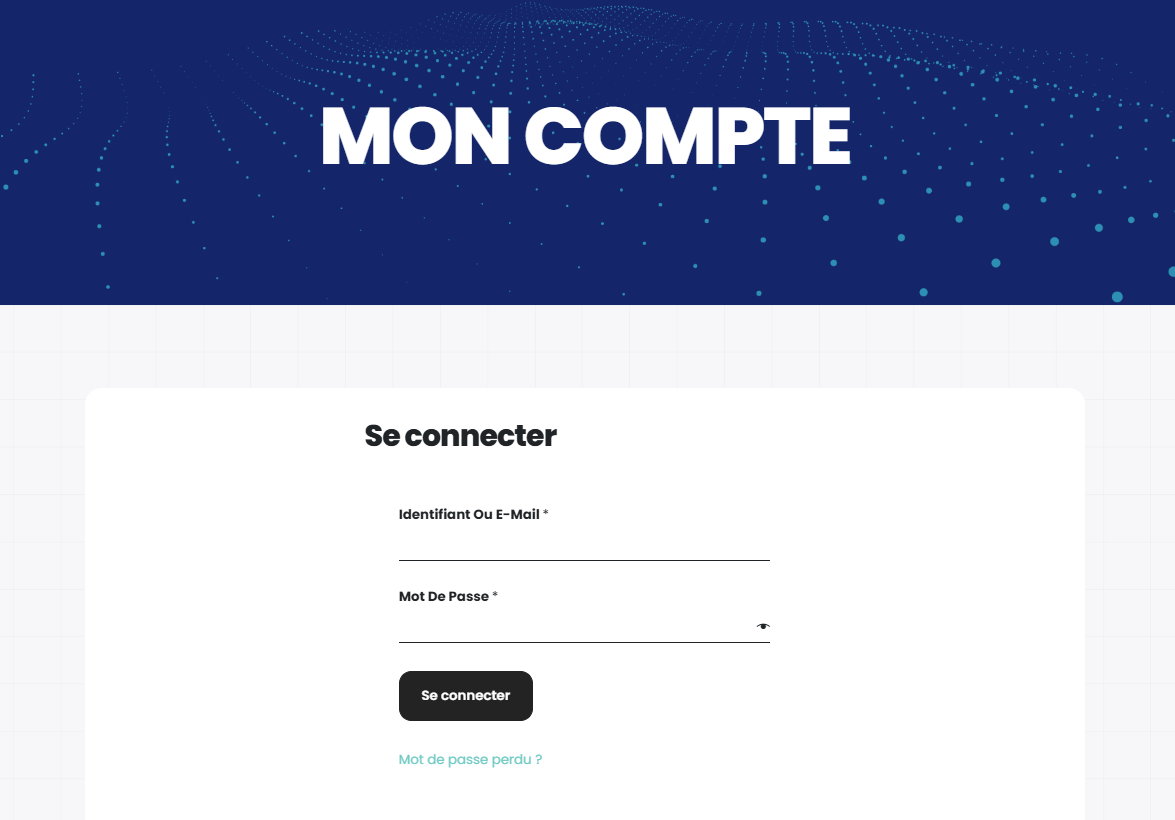 MON COMPTE
Se connecter
Identifiant Ou E-Mail *
Mot De Passe *
Se connecter
Mot de passe perdu ?